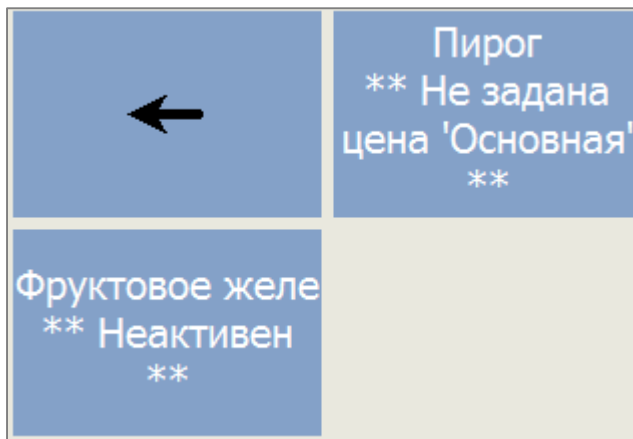 Пирог
** Не задана
цена 'Основная'
**
Фруктовое желе
** Неактивен
**